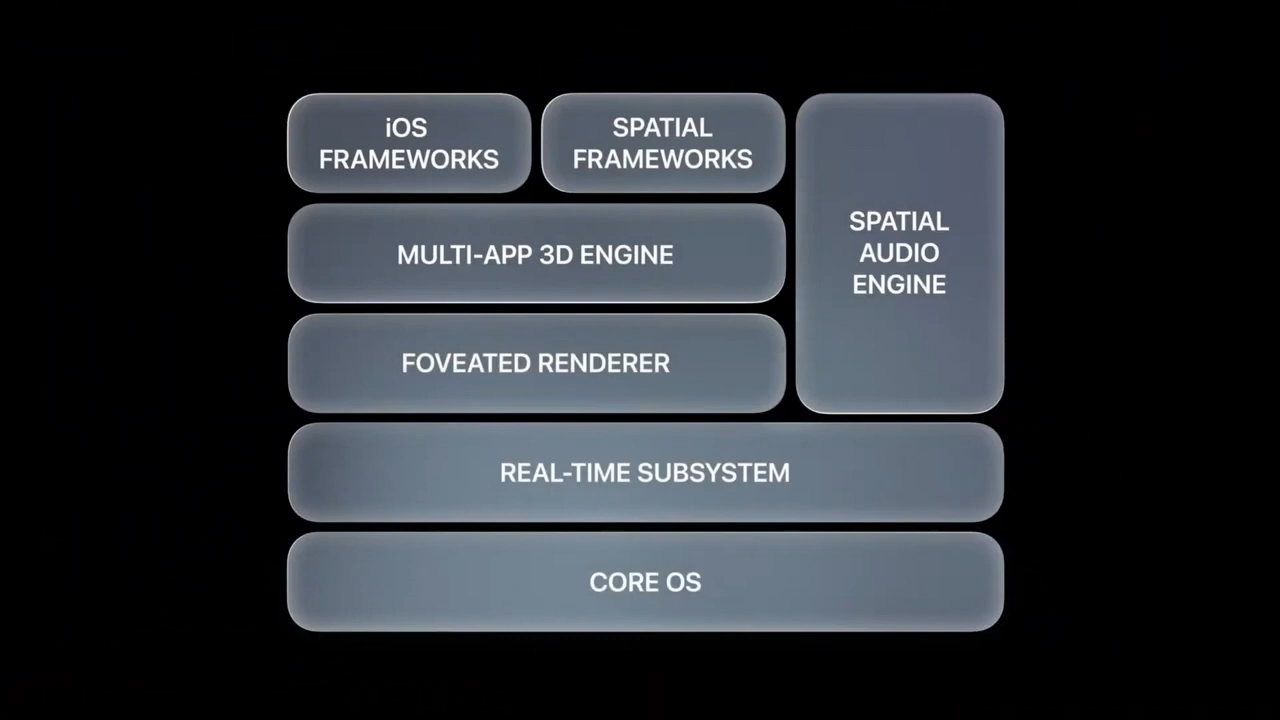 iOS
FRAMEWORKS
SPATIAL
FRAMEWORKS
SPATIAL
AUDIO
ENGINE
MULTI-APP 3D ENGINE
FOVEATED RENDERER
REAL-TIME SUBSYSTEM
CORE OS